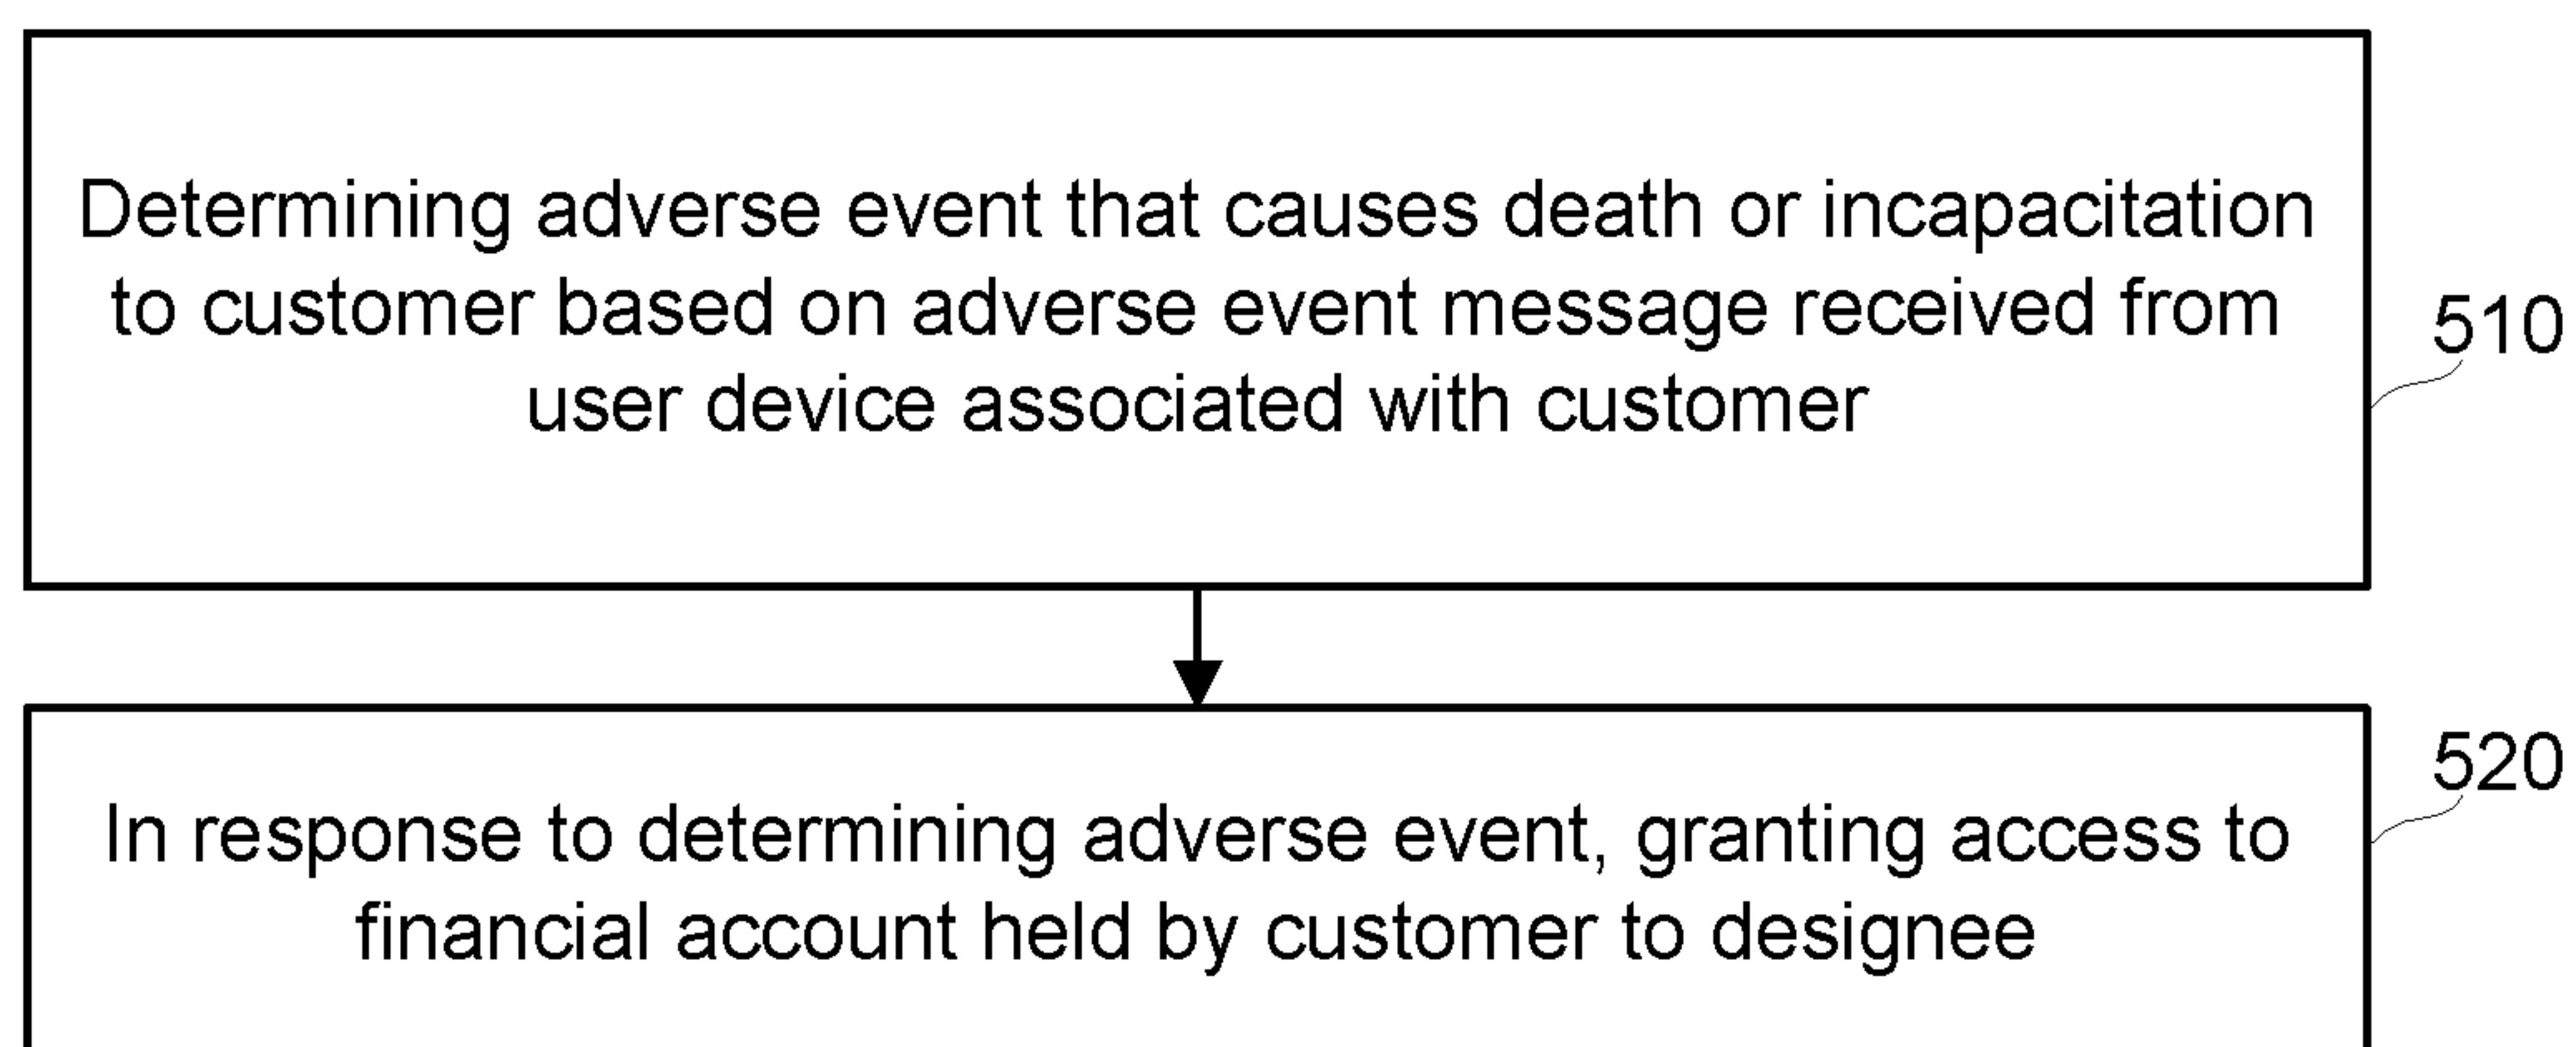 Determining adverse event that causes death or incapacitation
to customer based on adverse event message received from
user device associated with customer
510
520
In response to determining adverse event, granting access to
financial account held by customer to designee